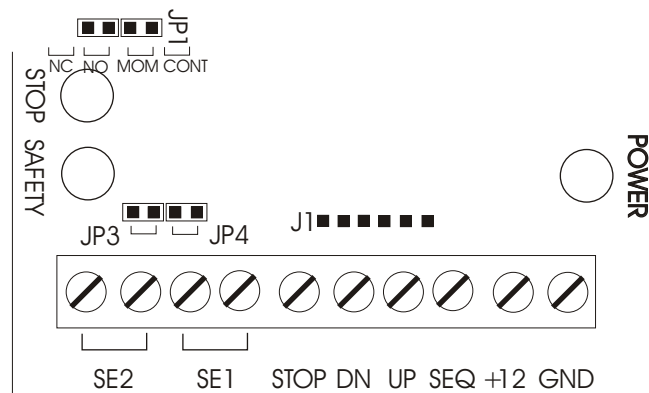 JP1
NC NO MOM CONT
STOP
SAFETY
POWER
JP3 JP4 J1
SE2 SE1 STOP DN UP SEQ +12 GND